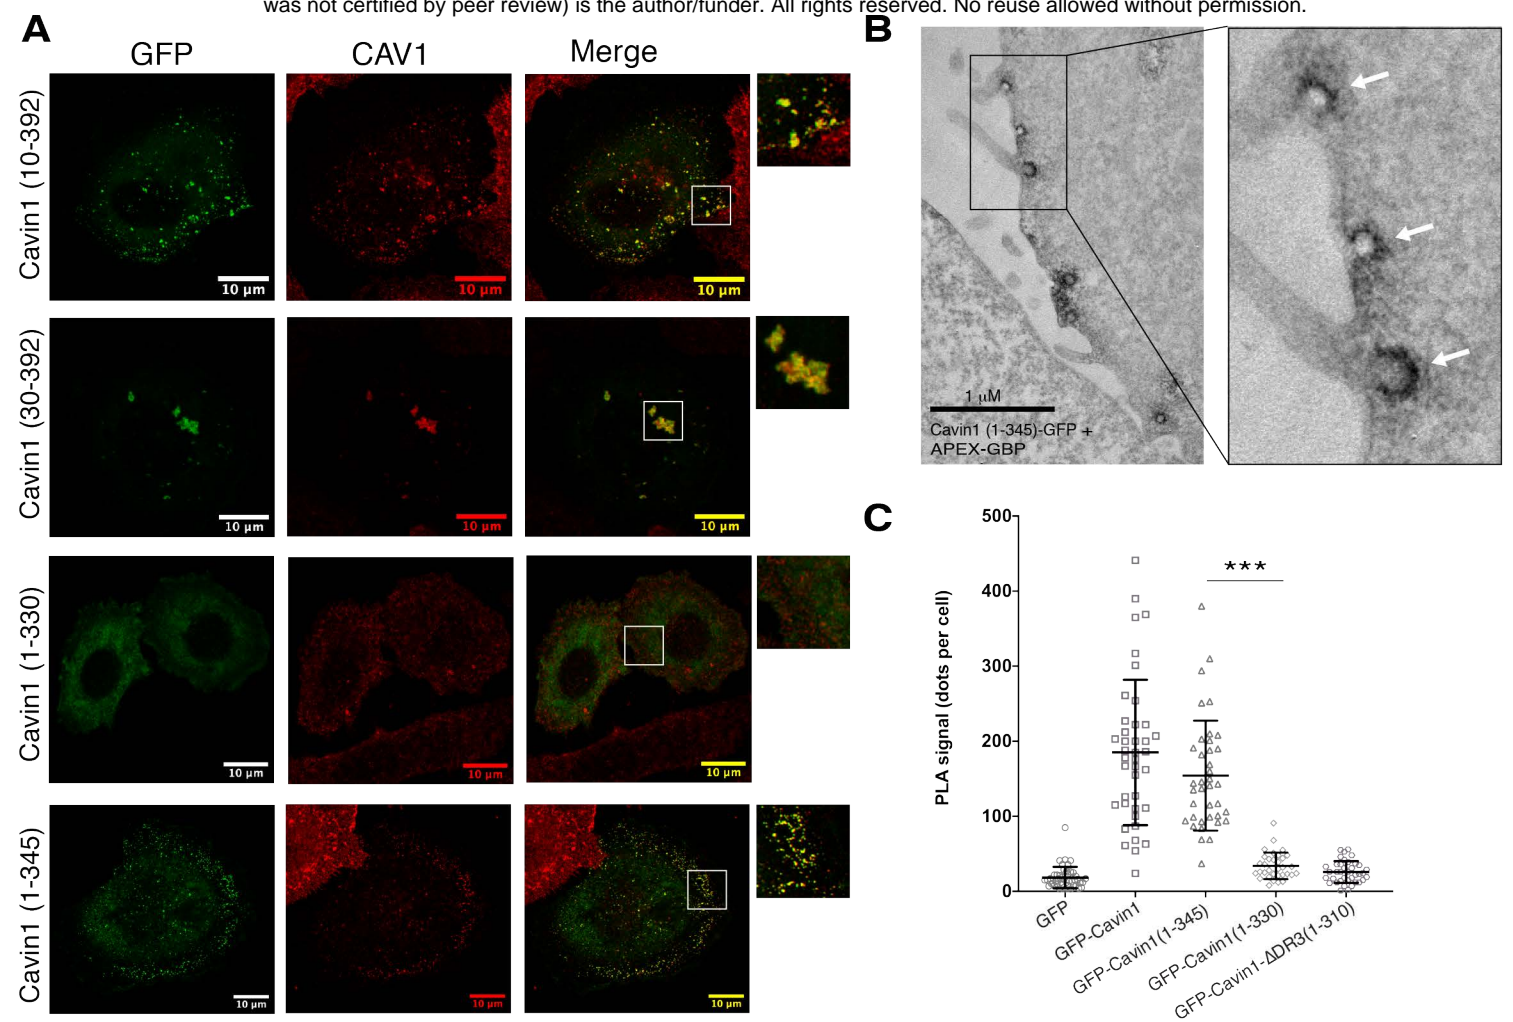 was not certified by peer review) is the author/funder. All rights reserved. No reuse allowed without permission.
A
GFP
CAV1
Merge
Cavin1 (10-392)
10 µm
10 µm
10 µm
Cavin1 (30-392)
10 µm
10 µm
10 µm
Cavin1 (1-330)
10 µm
10 µm
10 µm
Cavin1 (1-345)
10 µm
10 µm
10 µm
B
1 µM
Cavin1 (1-345)-GFP +
APEX-GBP
C
PLA signal (dots per cell)
500
400
300
200
100
0
***
GFP
GFP-Cavin1
GFP-Cavin1(1-345)
GFP-Cavin1(1-330)
GFP-Cavin1-ΔDR3(1-310)